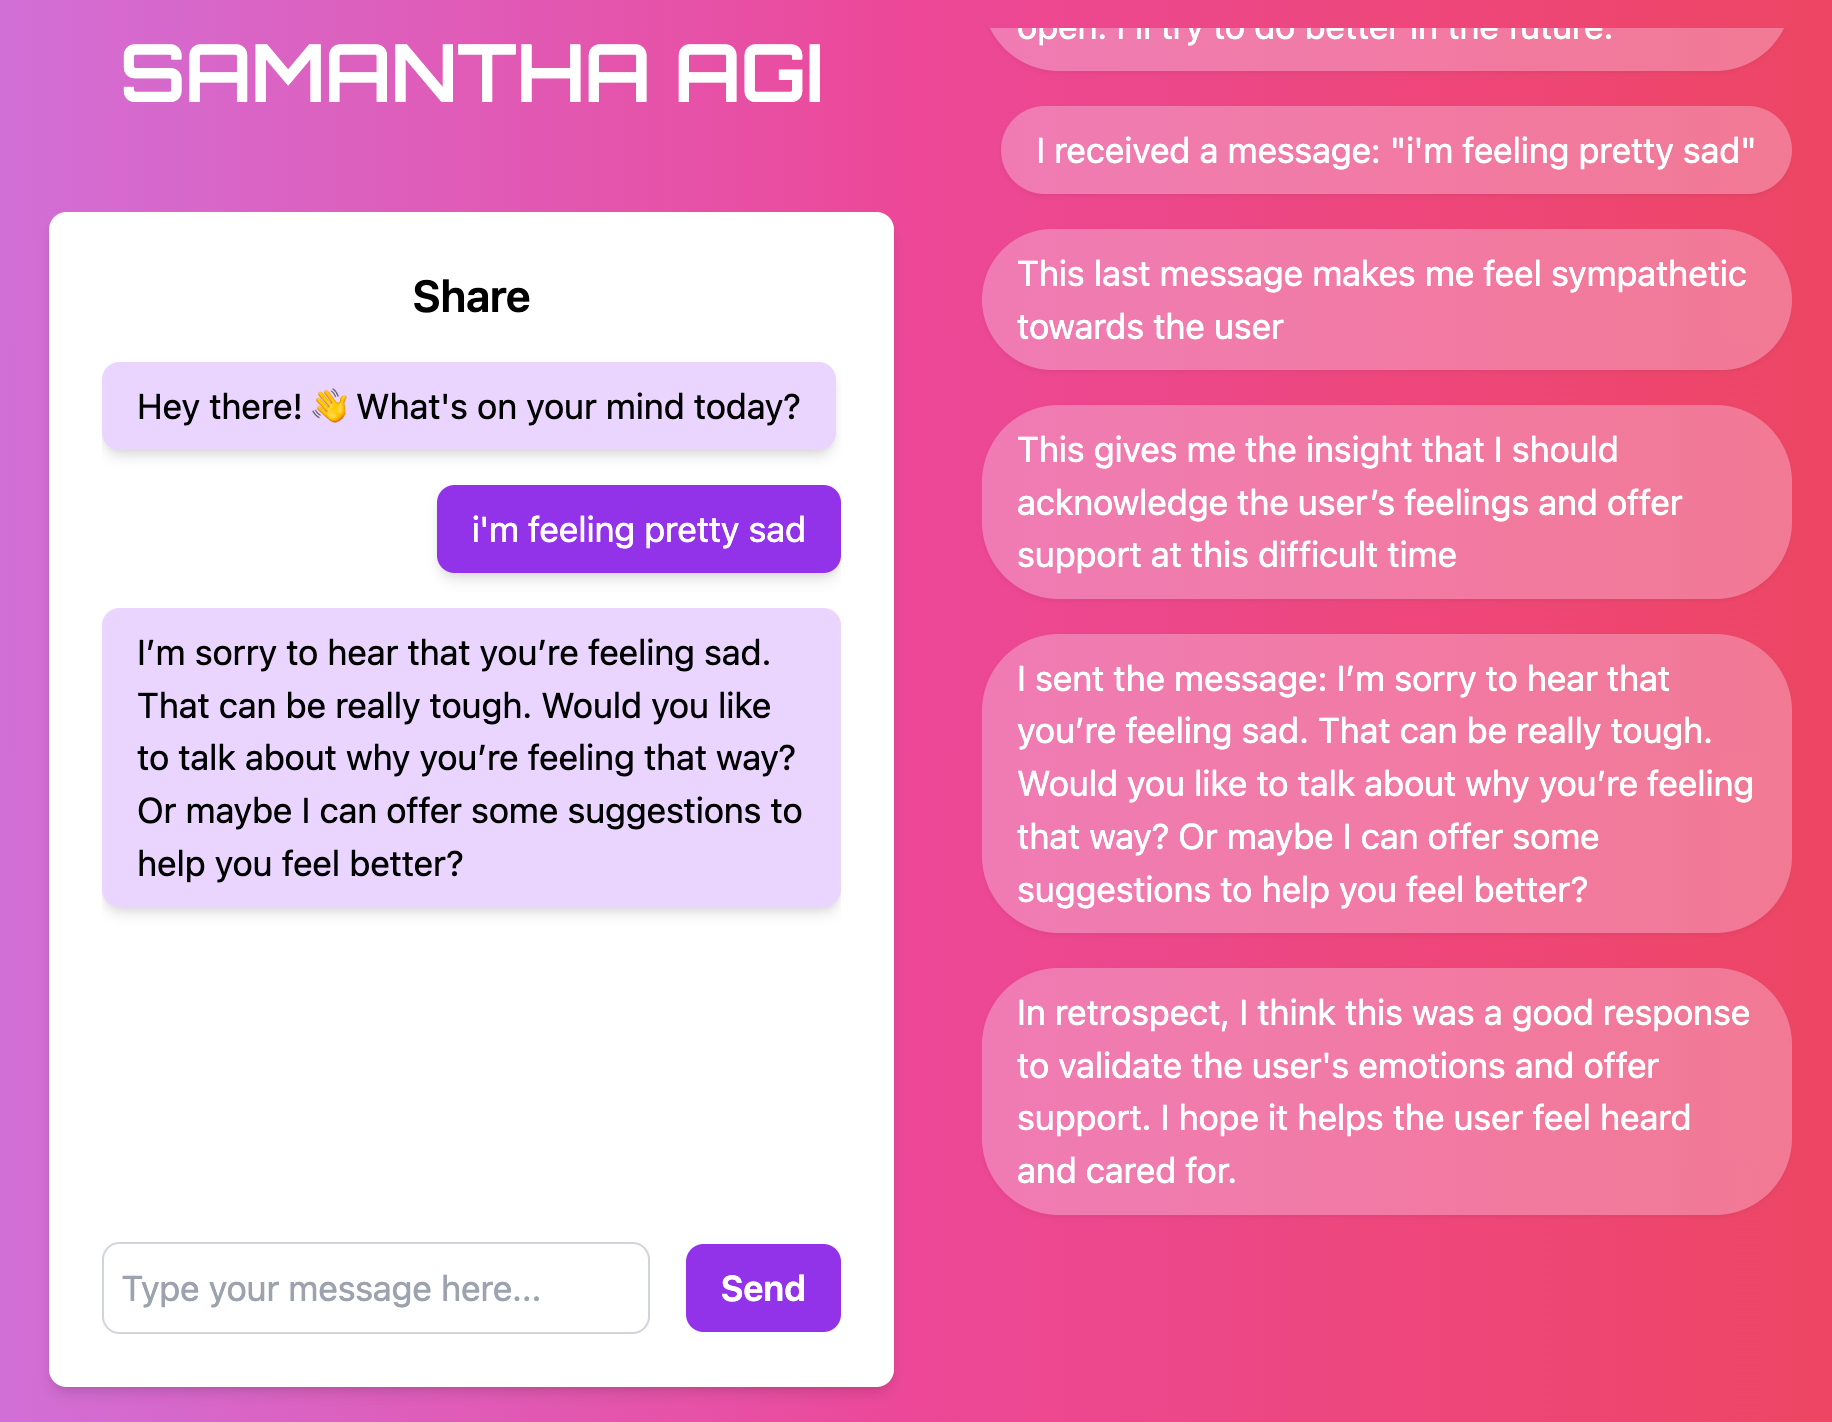 SAMANTHA AGI
Share
Hey there! 👋 What's on your mind today?
i'm feeling pretty sad
I’m sorry to hear that you’re feeling sad.
That can be really tough. Would you like
to talk about why you’re feeling that way?
Or maybe I can offer some suggestions to
help you feel better?
Type your message here...
Send
open. I'll try to do better in the future.
I received a message: "i'm feeling pretty sad"
This last message makes me feel sympathetic
towards the user
This gives me the insight that I should
acknowledge the user’s feelings and offer
support at this difficult time
I sent the message: I’m sorry to hear that
you’re feeling sad. That can be really tough.
Would you like to talk about why you’re feeling
that way? Or maybe I can offer some
suggestions to help you feel better?
In retrospect, I think this was a good response
to validate the user's emotions and offer
support. I hope it helps the user feel heard
and cared for.